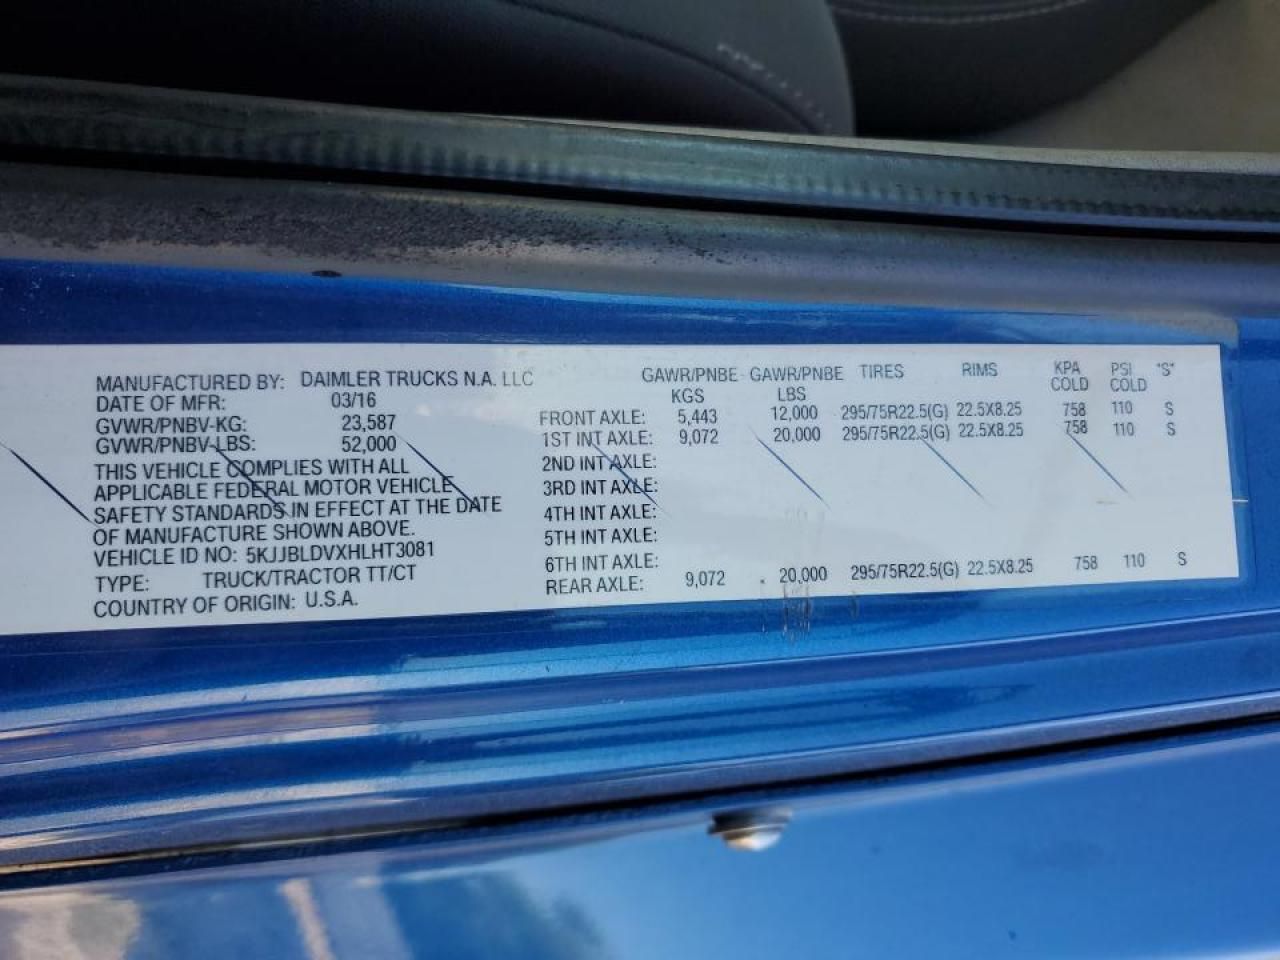 MANUFACTURED BY: DAIMLER TRUCKS N.A. LLC
DATE OF MFR: 03/16
GVWR/PNBV-KG: 23,587
GVWR/PNBV-LBS: 52,000
THIS VEHICLE COMPLIES WITH ALL
APPLICABLE FEDERAL MOTOR VEHICLE
SAFETY STANDARDS IN EFFECT AT THE DATE
OF MANUFACTURE SHOWN ABOVE.
VEHICLE ID NO: 5KJJBLDVXHLHT3081
TYPE: TRUCK/TRACTOR TT/CT
COUNTRY OF ORIGIN: U.S.A.
GAWR/PNBE GAWR/PNBE TIRES RIMS KPA PSI "S"
KGS LBS COLD COLD
FRONT AXLE: 5,443 12,000 295/75R22.5(G) 22.5X8.25 758 110 S
1ST INT AXLE: 9,072 20,000 295/75R22.5(G) 22.5X8.25 758 110 S
2ND INT AXLE:
3RD INT AXLE:
4TH INT AXLE:
5TH INT AXLE:
6TH INT AXLE:
REAR AXLE: 9,072 20,000 295/75R22.5(G) 22.5X8.25 758 110 S